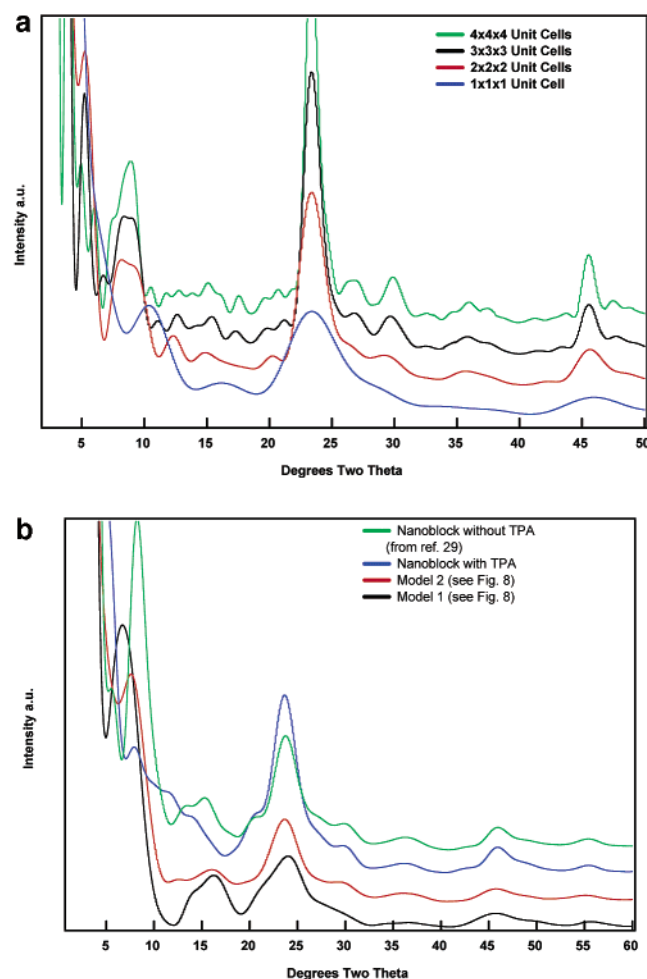 a
4x4x4 Unit Cells
3x3x3 Unit Cells
2x2x2 Unit Cells
1x1x1 Unit Cell
Intensity a.u.
5 10 15 20 25 30 35 40 45 50
Degrees Two Theta
b
Nanoblock without TPA
(from ref. 29)
Nanoblock with TPA
Model 2 (see Fig. 8)
Model 1 (see Fig. 8)
Intensity a.u.
5 10 15 20 25 30 35 40 45 50 55 60
Degrees Two Theta